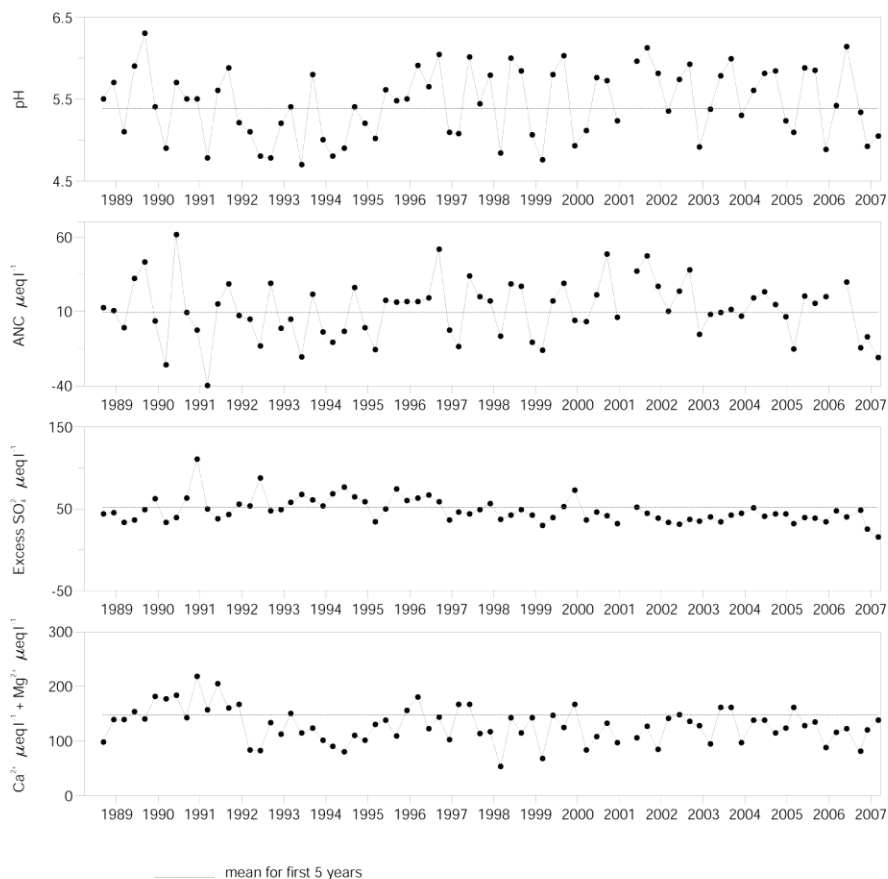 6.5
pH
5.5
4.5
1989 1990 1991 1992 1993 1994 1995 1996 1997 1998 1999 2000 2001 2002 2003 2004 2005 2006 2007
60
ANC μeq l⁻¹
10
-40
1989 1990 1991 1992 1993 1994 1995 1996 1997 1998 1999 2000 2001 2002 2003 2004 2005 2006 2007
150
Excess SO₄²⁻ μeq l⁻¹
50
-50
1989 1990 1991 1992 1993 1994 1995 1996 1997 1998 1999 2000 2001 2002 2003 2004 2005 2006 2007
300
Ca²⁺ μeq l⁻¹ + Mg²⁺ μeq l⁻¹
200
100
0
1989 1990 1991 1992 1993 1994 1995 1996 1997 1998 1999 2000 2001 2002 2003 2004 2005 2006 2007
mean for first 5 years